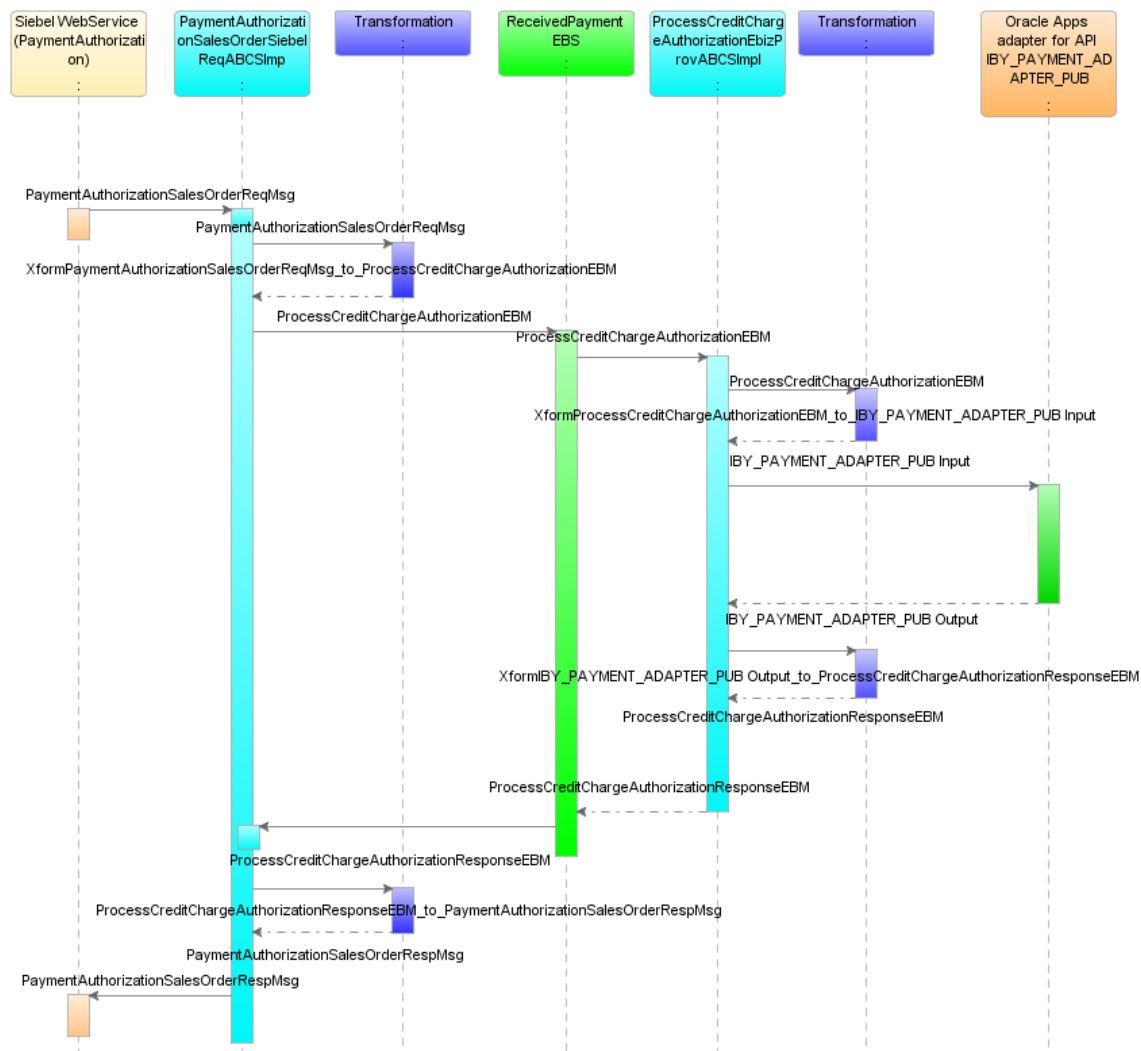 Siebel WebService
(PaymentAuthorizati
on)
:
PaymentAuthorizati
onSalesOrderSiebel
ReqABCSImp
:
Transformation
:
ReceivedPayment
EBS
:
ProcessCreditCharg
eAuthorizationEbizP
rovABCSImpl
:
Transformation
:
Oracle Apps
adapter for API
IBY_PAYMENT_AD
APTER_PUB
:
PaymentAuthorizationSalesOrderReqMsg
PaymentAuthorizationSalesOrderReqMsg
XformPaymentAuthorizationSalesOrderReqMsg_to_ProcessCreditChargeAuthorizationEBM
ProcessCreditChargeAuthorizationEBM
ProcessCreditChargeAuthorizationEBM
ProcessCreditChargeAuthorizationEBM
XformProcessCreditChargeAuthorizationEBM_to_IBY_PAYMENT_ADAPTER_PUB Input
IBY_PAYMENT_ADAPTER_PUB Input
IBY_PAYMENT_ADAPTER_PUB Output
XformIBY_PAYMENT_ADAPTER_PUB Output_to_ProcessCreditChargeAuthorizationResponseEBM
ProcessCreditChargeAuthorizationResponseEBM
ProcessCreditChargeAuthorizationResponseEBM
ProcessCreditChargeAuthorizationResponseEBM
ProcessCreditChargeAuthorizationResponseEBM_to_PaymentAuthorizationSalesOrderRespMsg
PaymentAuthorizationSalesOrderRespMsg
PaymentAuthorizationSalesOrderRespMsg